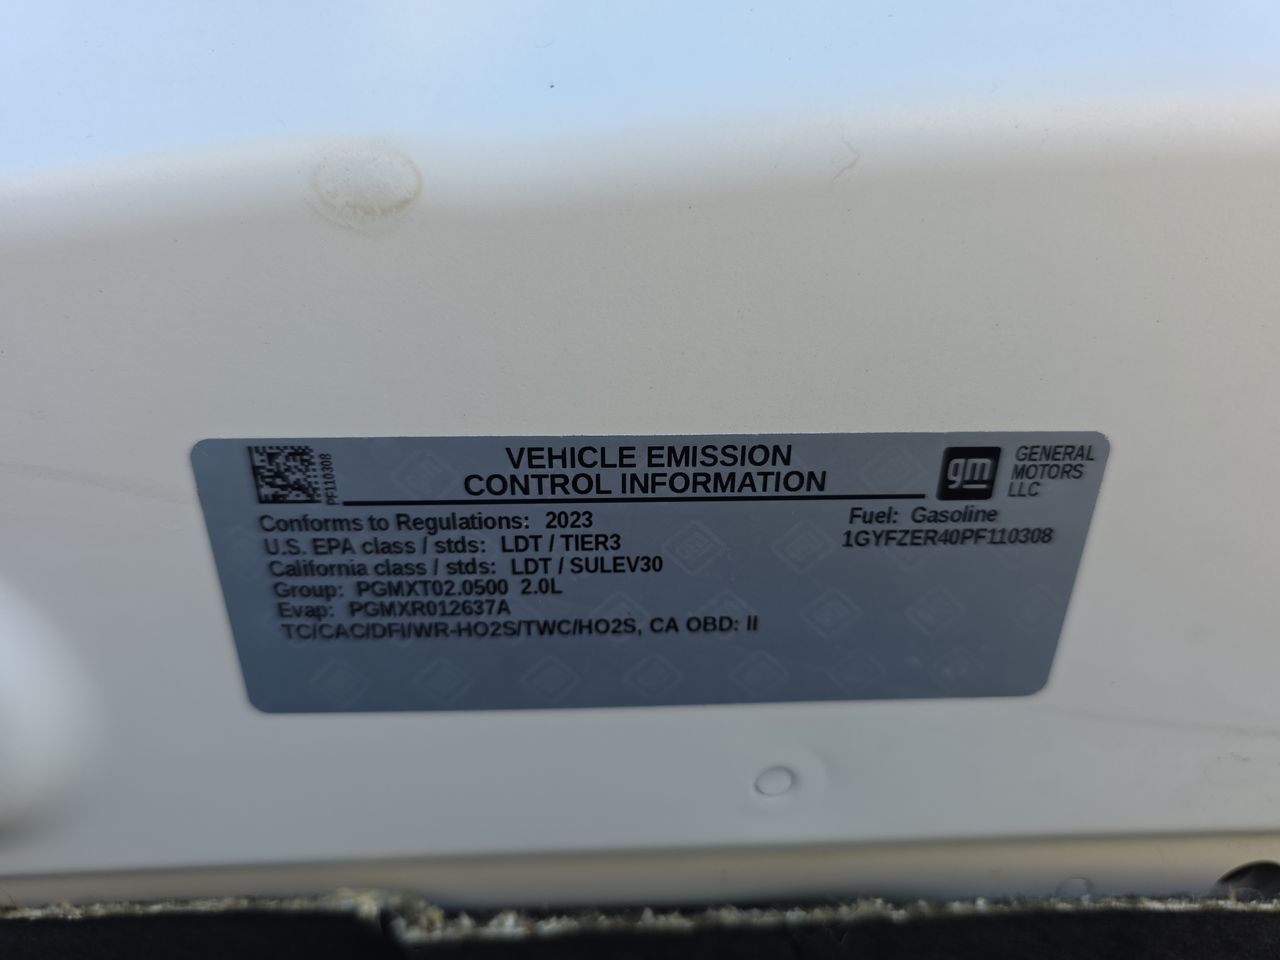 PF110308
VEHICLE EMISSION
CONTROL INFORMATION
gm
GENERAL
MOTORS
LLC
Conforms to Regulations: 2023
U.S. EPA class / stds: LDT / TIER3
California class / stds: LDT / SULEV30
Group: PGMXT02.0500 2.0L
Evap: PGMXR012637A
TC/CAC/DFI/WR-HO2S/TWC/HO2S, CA OBD: II
Fuel: Gasoline
1GYFZER40PF110308